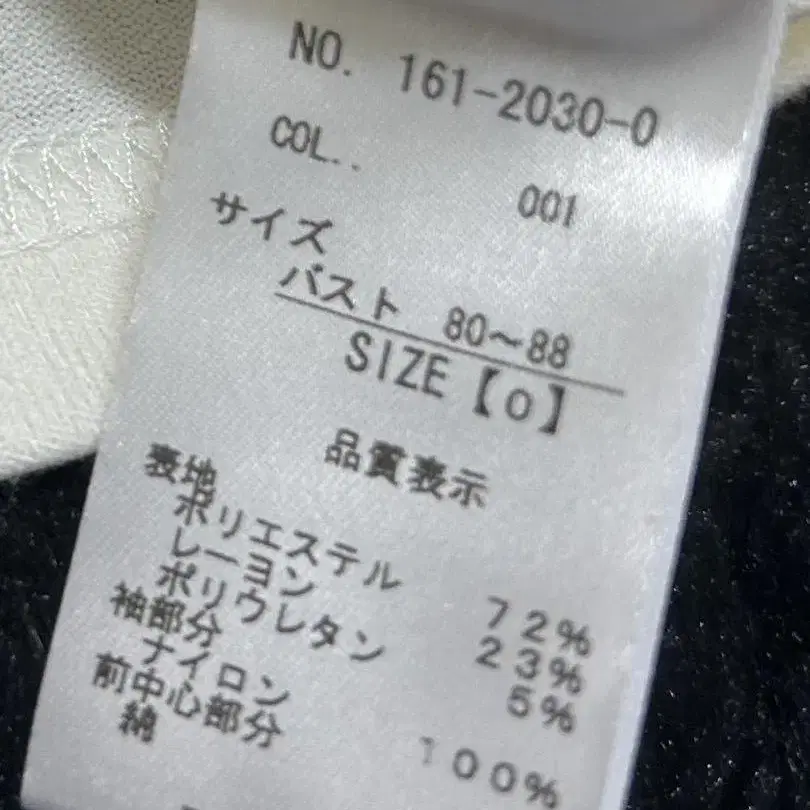 NO. 161-2030-0
COL.. 001
サイズ
バスト 80～88
SIZE【0】
品質表示
表地
ポリエステル 72%
レーヨン 23%
ポリウレタン 5%
袖部分
ナイロン 100%
前中心部分